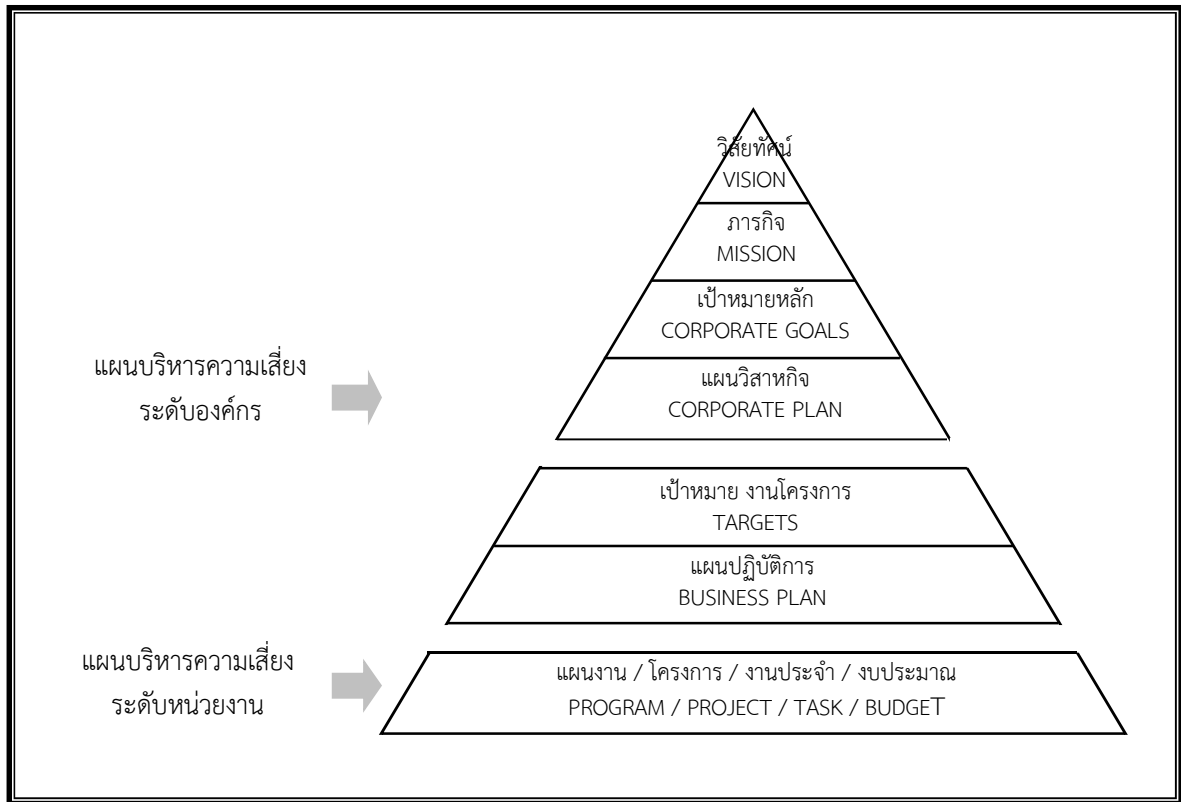 วิสัยทัศน์
VISION
ภารกิจ
MISSION
เป้าหมายหลัก
CORPORATE GOALS
แผนวิสาหกิจ
CORPORATE PLAN
แผนบริหารความเสี่ยง
ระดับองค์กร
เป้าหมาย งานโครงการ
TARGETS
แผนปฏิบัติการ
BUSINESS PLAN
แผนบริหารความเสี่ยง
ระดับหน่วยงาน
แผนงาน / โครงการ / งานประจำ / งบประมาณ
PROGRAM / PROJECT / TASK / BUDGET